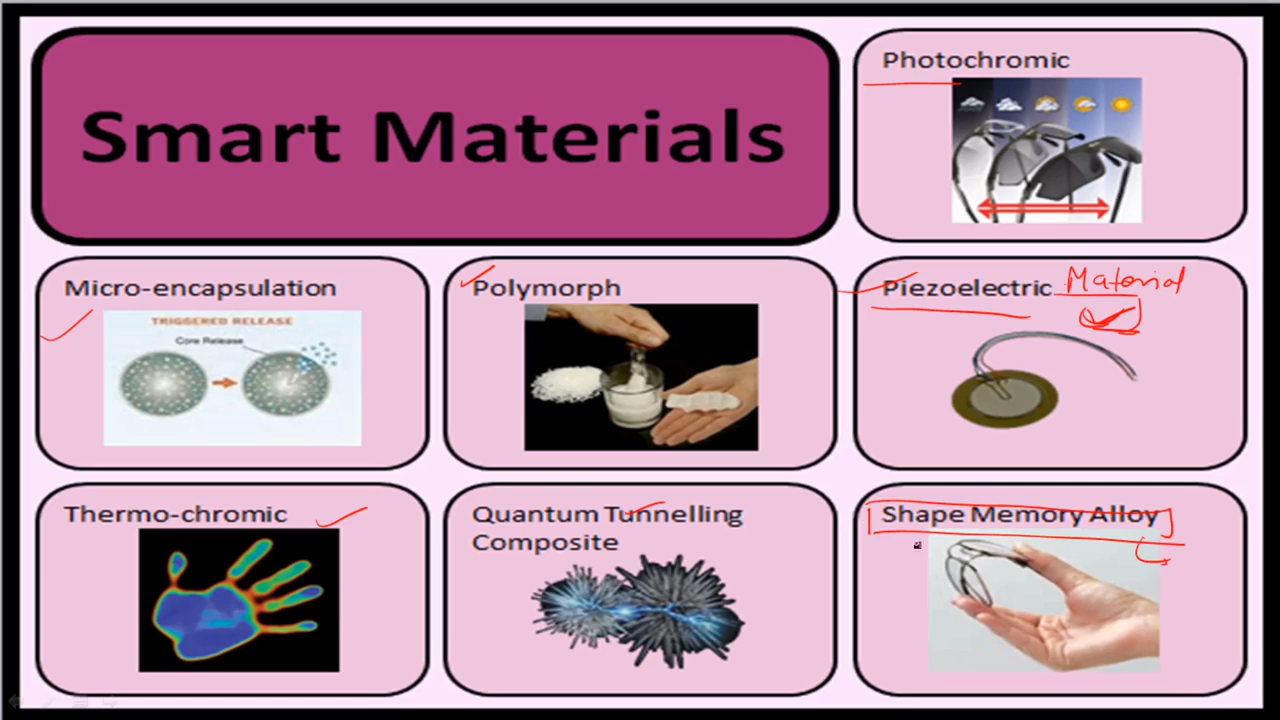 Smart Materials
Photochromic
Micro-encapsulation
TRIGGERED RELEASE
Core Release
Polymorph
Piezoelectric Material
Thermo-chromic
Quantum Tunnelling
Composite
Shape Memory Alloy